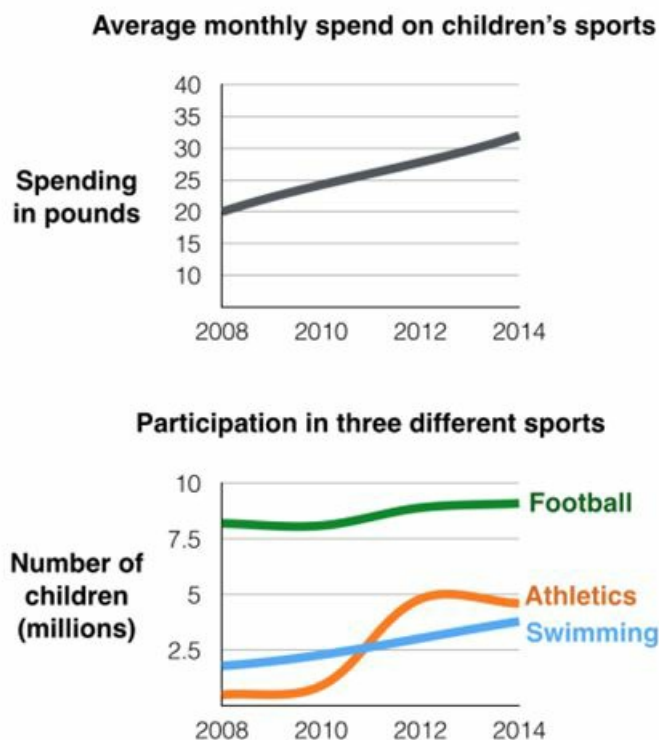 Average monthly spend on children's sports
40
35
30
25
20
15
10
Spending
in pounds
2008 2010 2012 2014
Participation in three different sports
10
7.5
5
2.5
Number of
children
(millions)
Football
Athletics
Swimming
2008 2010 2012 2014